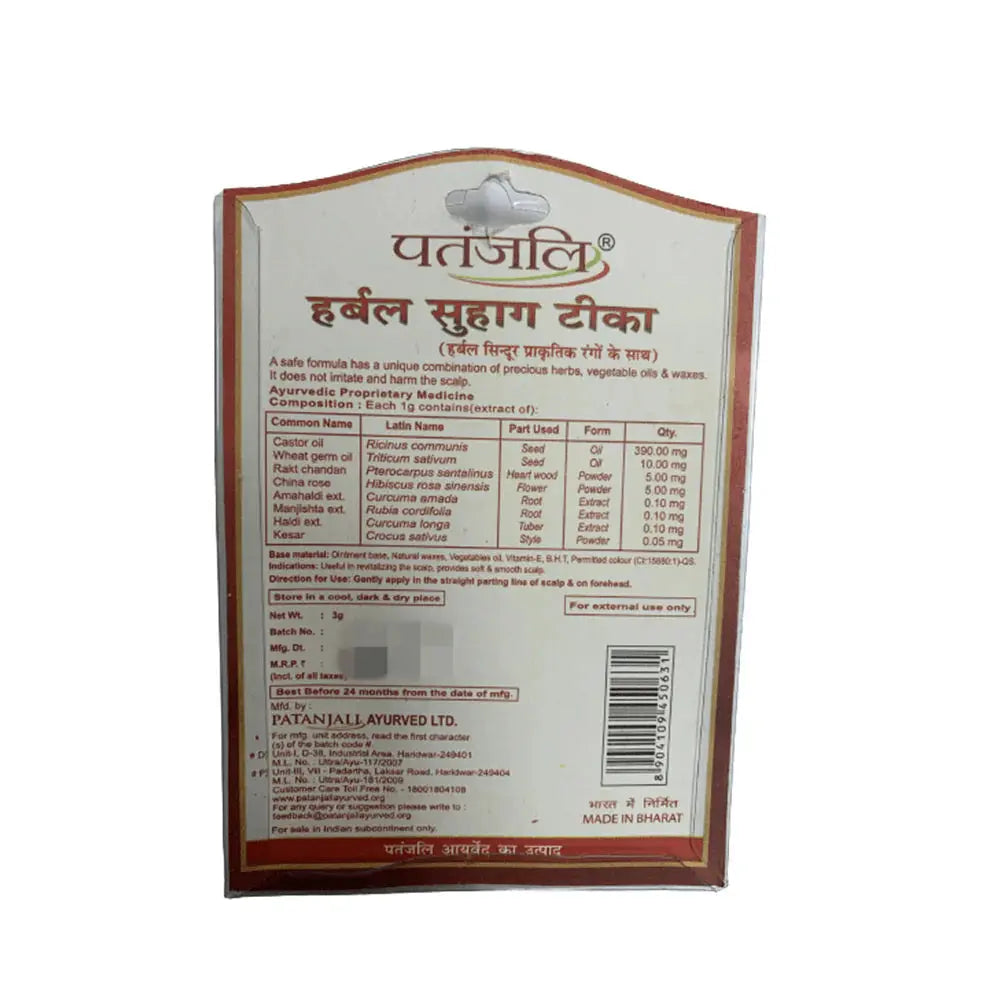 पतंजलि®
हर्बल सुहाग टीका
(हर्बल सिन्दूर प्राकृतिक रंगों के साथ)
A safe formula has a unique combination of precious herbs, vegetable oils & waxes.
It does not irritate and harm the scalp.
Ayurvedic Proprietary Medicine
Composition : Each 1g contains(extract of):
Common Name Latin Name Part Used Form Qty.
Castor oil Ricinus communis Seed Oil 390.00 mg
Wheat germ oil Triticum sativum Seed Oil 10.00 mg
Rakt chandan Pterocarpus santalinus Heart wood Powder 5.00 mg
China rose Hibiscus rosa sinensis Flower Powder 5.00 mg
Amahaldi ext. Curcuma amada Root Extract 0.10 mg
Manjishta ext. Rubia cordifolia Root Extract 0.10 mg
Haldi ext. Curcuma longa Tuber Extract 0.10 mg
Kesar Crocus sativus Style Powder 0.05 mg
Base material: Ointment base, Natural waxes, Vegetables oil, Vitamin-E, B.H.T, Permitted colour (CI:15880:1)-QS.
Indications: Useful in revitalizing the scalp, provides soft & smooth scalp.
Direction for Use: Gently apply in the straight parting line of scalp & on forehead.
Store in a cool, dark & dry place
For external use only
Net Wt. : 3g
Batch No. :
Mfg. Dt. :
M.R.P. ₹ :
(Incl. of all taxes)
Best Before 24 months from the date of mfg.
Mfd. by :
PATANJALI AYURVED LTD.
For mfg. unit address, read the first character
(s) of the batch code #.
# D: Unit-I, D-38, Industrial Area, Haridwar-249401
M.L. No. : Uttra/Ayu-117/2007
# P: Unit-III, Vill - Padartha, Laksar Road, Haridwar-249404
M.L. No. : Uttra/Ayu-181/2009
Customer Care Toll Free No. - 18001804108
www.patanjaliayurved.org
For any query or suggestion please write to :
feedback@patanjaliayurved.org
For sale in Indian subcontinent only.
8 904109 450631
भारत में निर्मित
MADE IN BHARAT
पतंजलि आयुर्वेद का उत्पाद